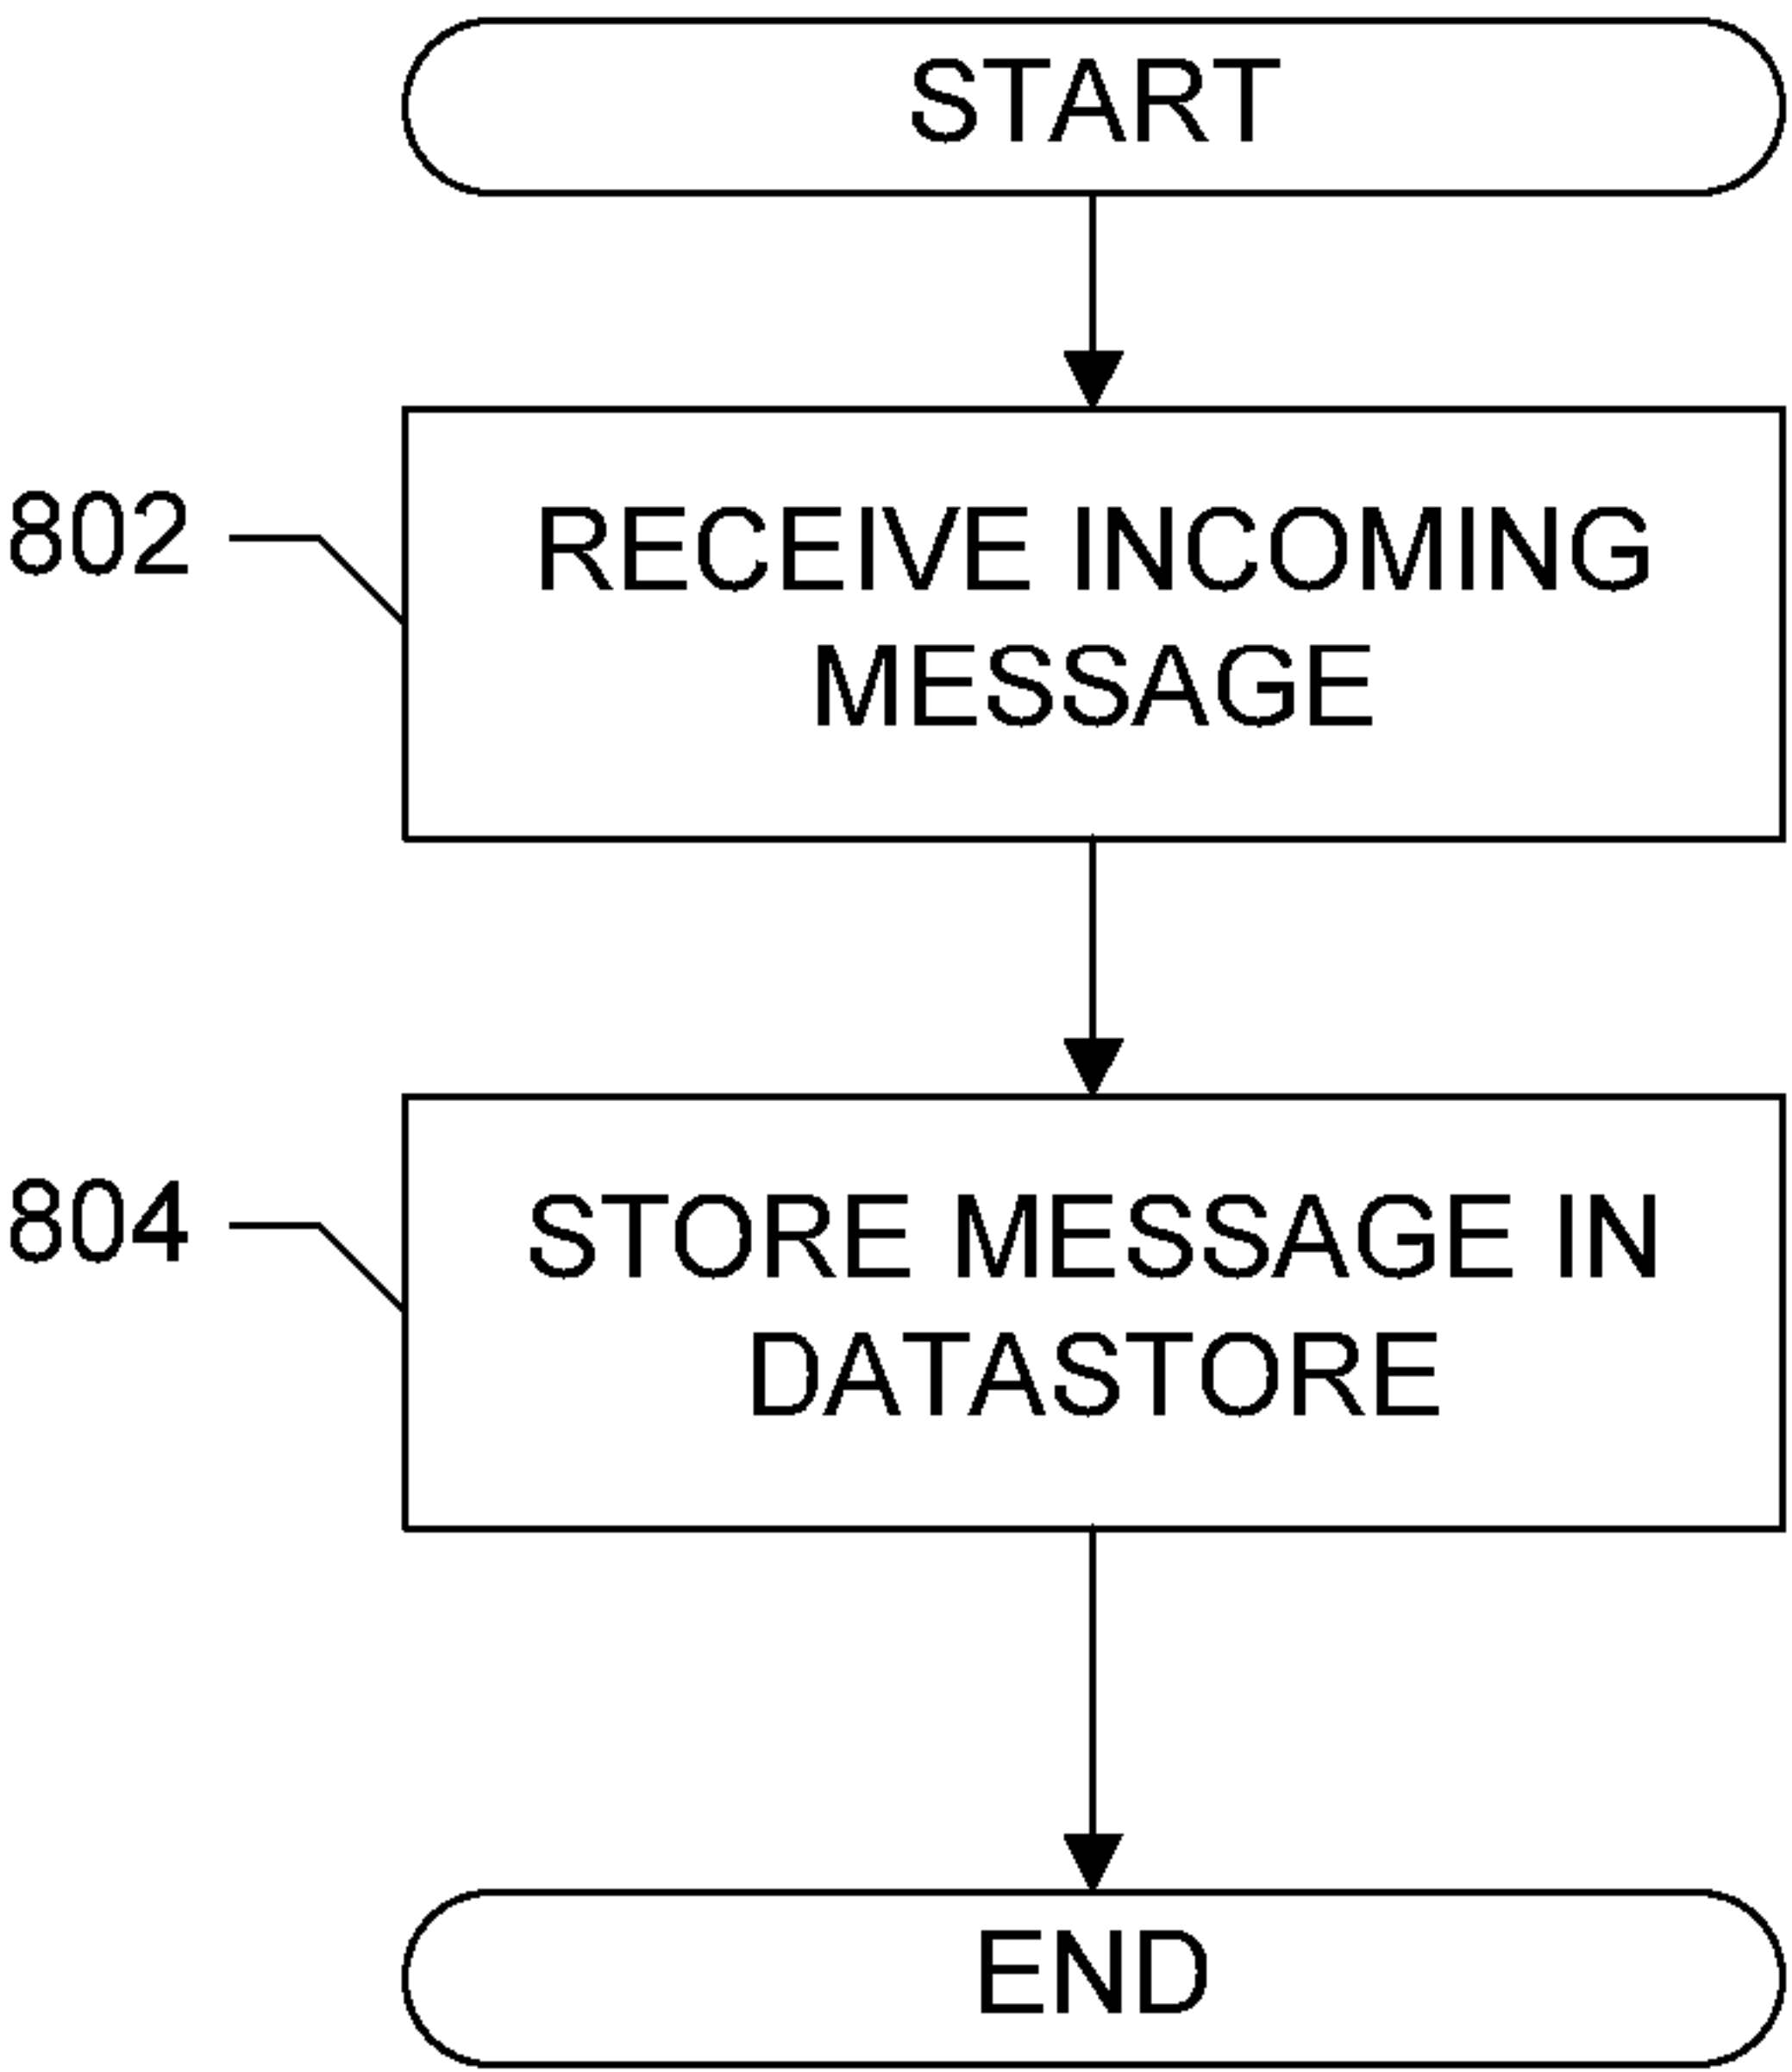 START
802
RECEIVE INCOMING
MESSAGE
804
STORE MESSAGE IN
DATASTORE
END